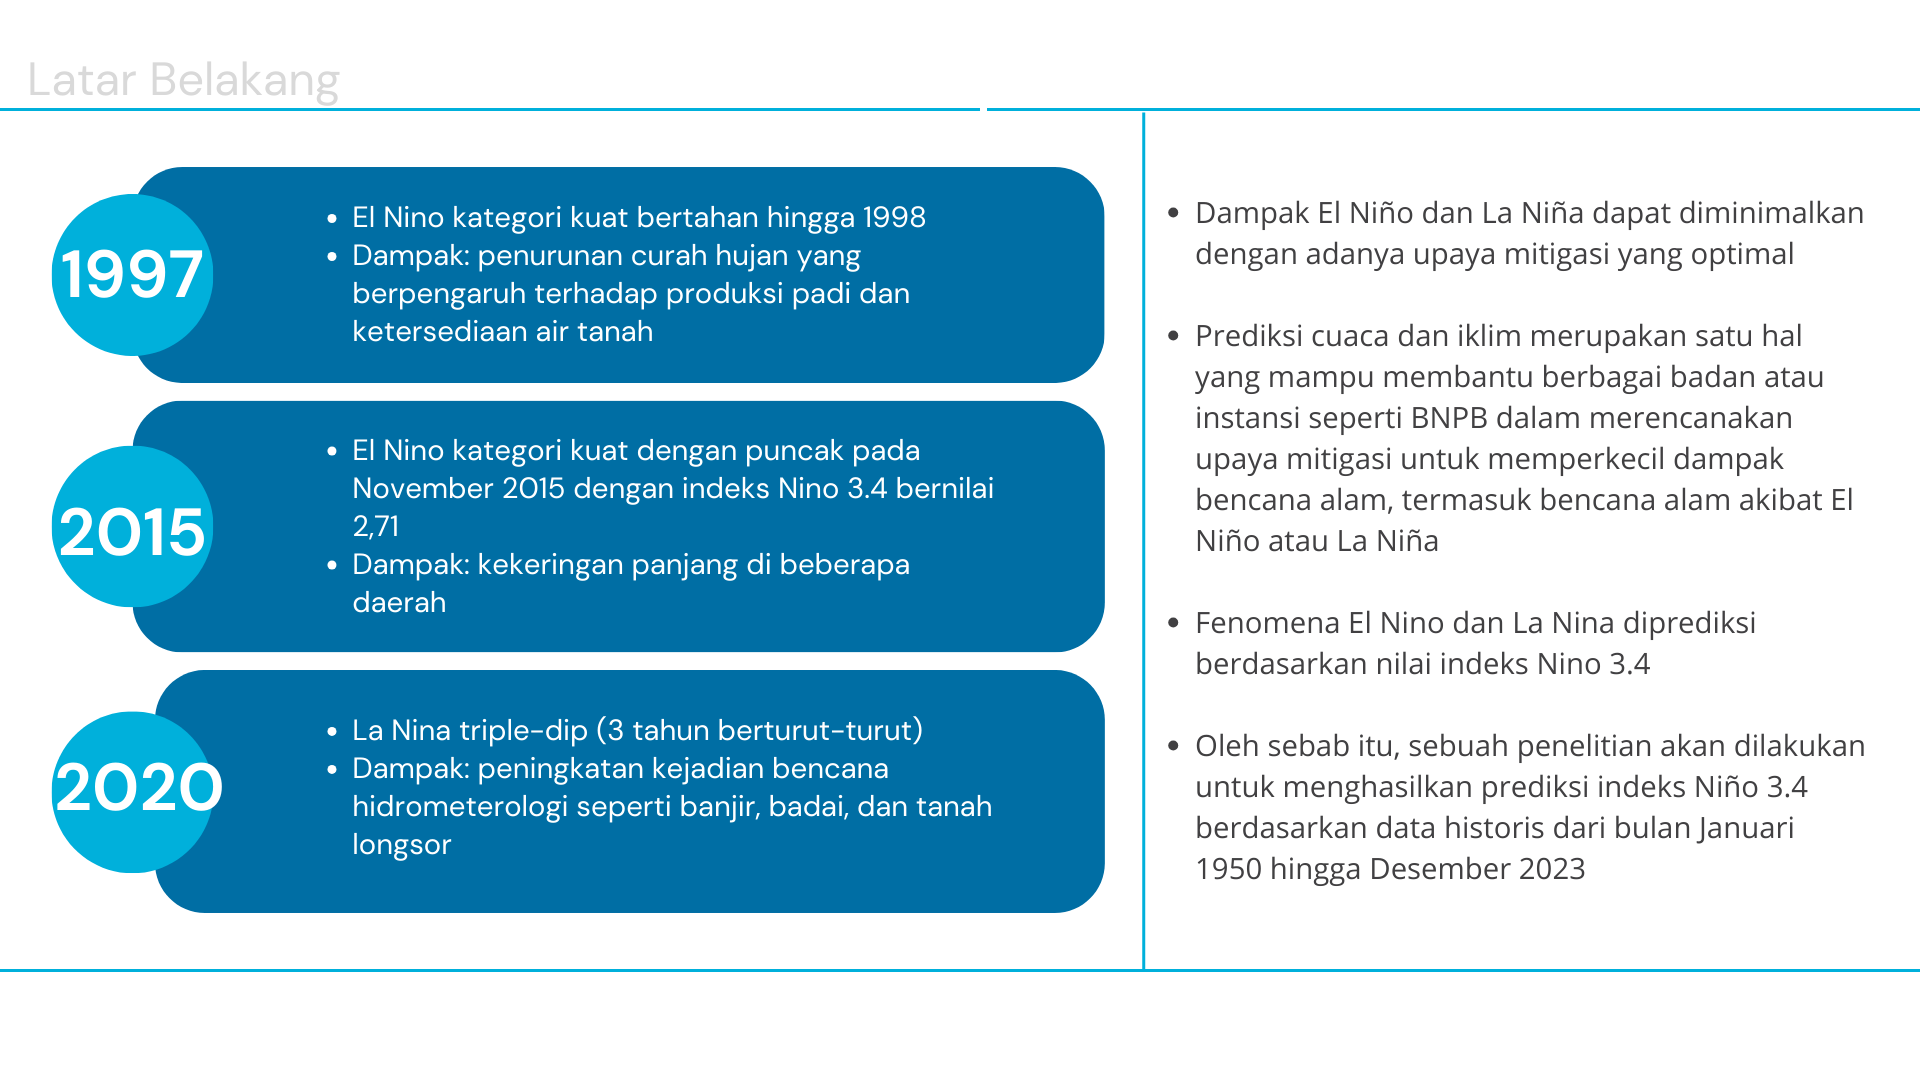 Latar Belakang
1997
• El Nino kategori kuat bertahan hingga 1998
• Dampak: penurunan curah hujan yang
berpengaruh terhadap produksi padi dan
ketersediaan air tanah
2015
• El Nino kategori kuat dengan puncak pada
November 2015 dengan indeks Nino 3.4 bernilai
2,71
• Dampak: kekeringan panjang di beberapa
daerah
2020
• La Nina triple-dip (3 tahun berturut-turut)
• Dampak: peningkatan kejadian bencana
hidrometerologi seperti banjir, badai, dan tanah
longsor
• Dampak El Niño dan La Niña dapat diminimalkan
dengan adanya upaya mitigasi yang optimal
• Prediksi cuaca dan iklim merupakan satu hal
yang mampu membantu berbagai badan atau
instansi seperti BNPB dalam merencanakan
upaya mitigasi untuk memperkecil dampak
bencana alam, termasuk bencana alam akibat El
Niño atau La Niña
• Fenomena El Nino dan La Nina diprediksi
berdasarkan nilai indeks Nino 3.4
• Oleh sebab itu, sebuah penelitian akan dilakukan
untuk menghasilkan prediksi indeks Niño 3.4
berdasarkan data historis dari bulan Januari
1950 hingga Desember 2023